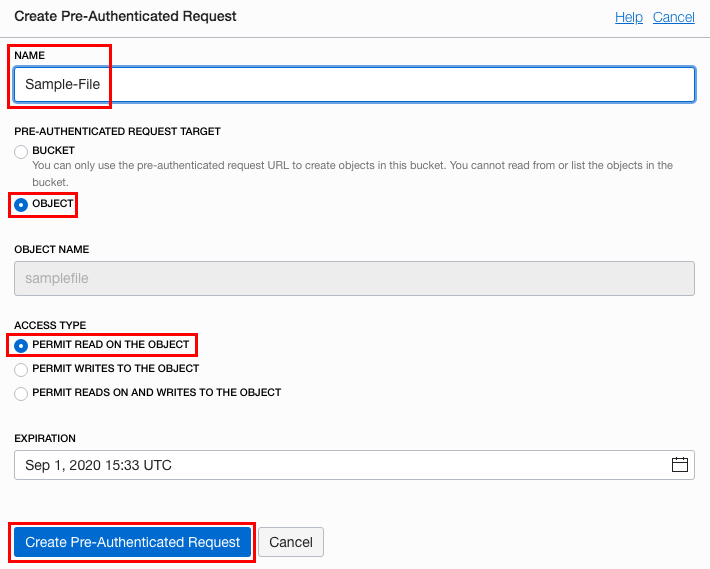 Create Pre-Authenticated Request
Help Cancel
NAME
Sample-File
PRE-AUTHENTICATED REQUEST TARGET
BUCKET
You can only use the pre-authenticated request URL to create objects in this bucket. You cannot read from or list the objects in the
bucket.
OBJECT
OBJECT NAME
samplefile
ACCESS TYPE
PERMIT READ ON THE OBJECT
PERMIT WRITES TO THE OBJECT
PERMIT READS ON AND WRITES TO THE OBJECT
EXPIRATION
Sep 1, 2020 15:33 UTC
Create Pre-Authenticated Request Cancel